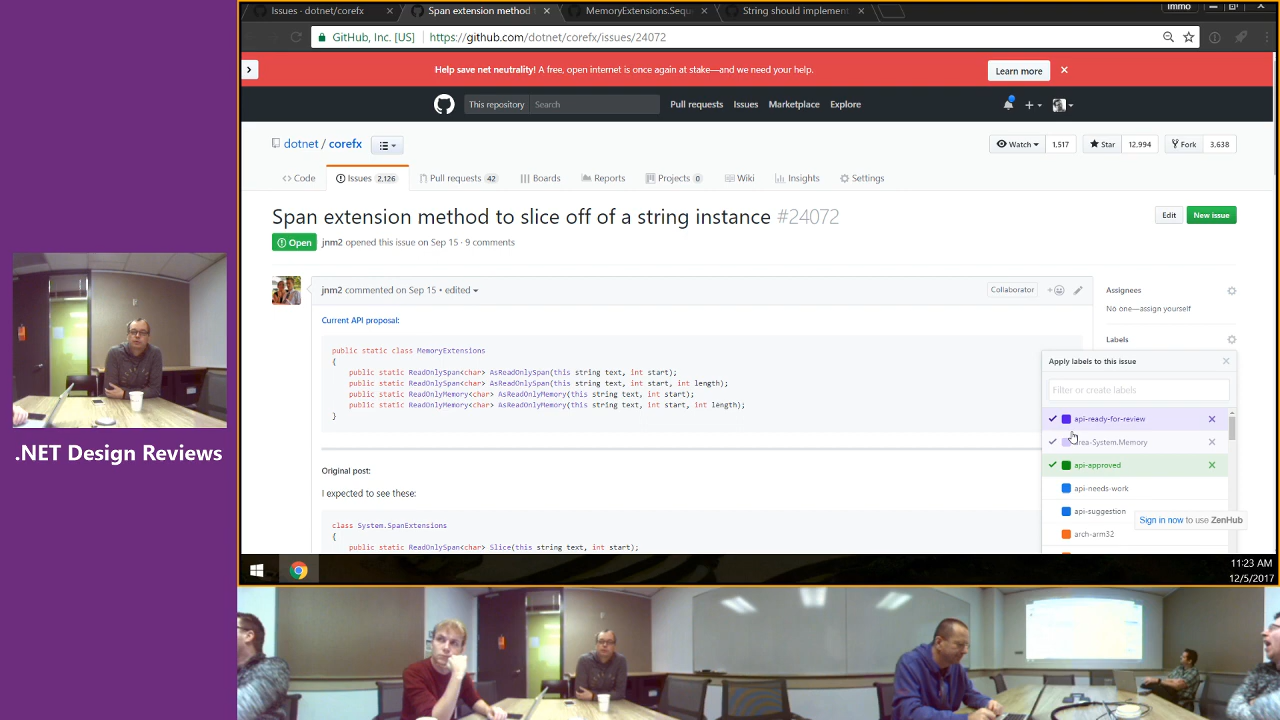 Issues - dotnet/corefx
Span extension method t
MemoryExtensions.Sequ
String should implement.
Immo
GitHub, Inc. [US]
https://github.com/dotnet/corefx/issues/24072
Help save net neutrality! A free, open internet is once again at stake—and we need your help.
Learn more
This repository
Search
Pull requests
Issues
Marketplace
Explore
dotnet / corefx
Watch
1,517
Star
12,994
Fork
3,638
Code
Issues 2,126
Pull requests 42
Boards
Reports
Projects 0
Wiki
Insights
Settings
Span extension method to slice off of a string instance #24072
Edit
New issue
Open
jnm2 opened this issue on Sep 15 · 9 comments
jnm2 commented on Sep 15 • edited
Collaborator
Current API proposal:
public static class MemoryExtensions
{
public static ReadOnlySpan<char> AsReadOnlySpan(this string text, int start);
public static ReadOnlySpan<char> AsReadOnlySpan(this string text, int start, int length);
public static ReadOnlyMemory<char> AsReadOnlyMemory(this string text, int start);
public static ReadOnlyMemory<char> AsReadOnlyMemory(this string text, int start, int length);
}
Original post:
I expected to see these:
class System.SpanExtensions
{
ReadOnlySpan<char> Slice(this string text, int start);
Assignees
No one—assign yourself
Labels
Apply labels to this issue
Filter or create labels
api-ready-for-review
area-System.Memory
api-approved
api-needs-work
api-suggestion
Sign in now to use ZenHub
arch-arm32
11:23 AM
12/5/2017
.NET Design Reviews